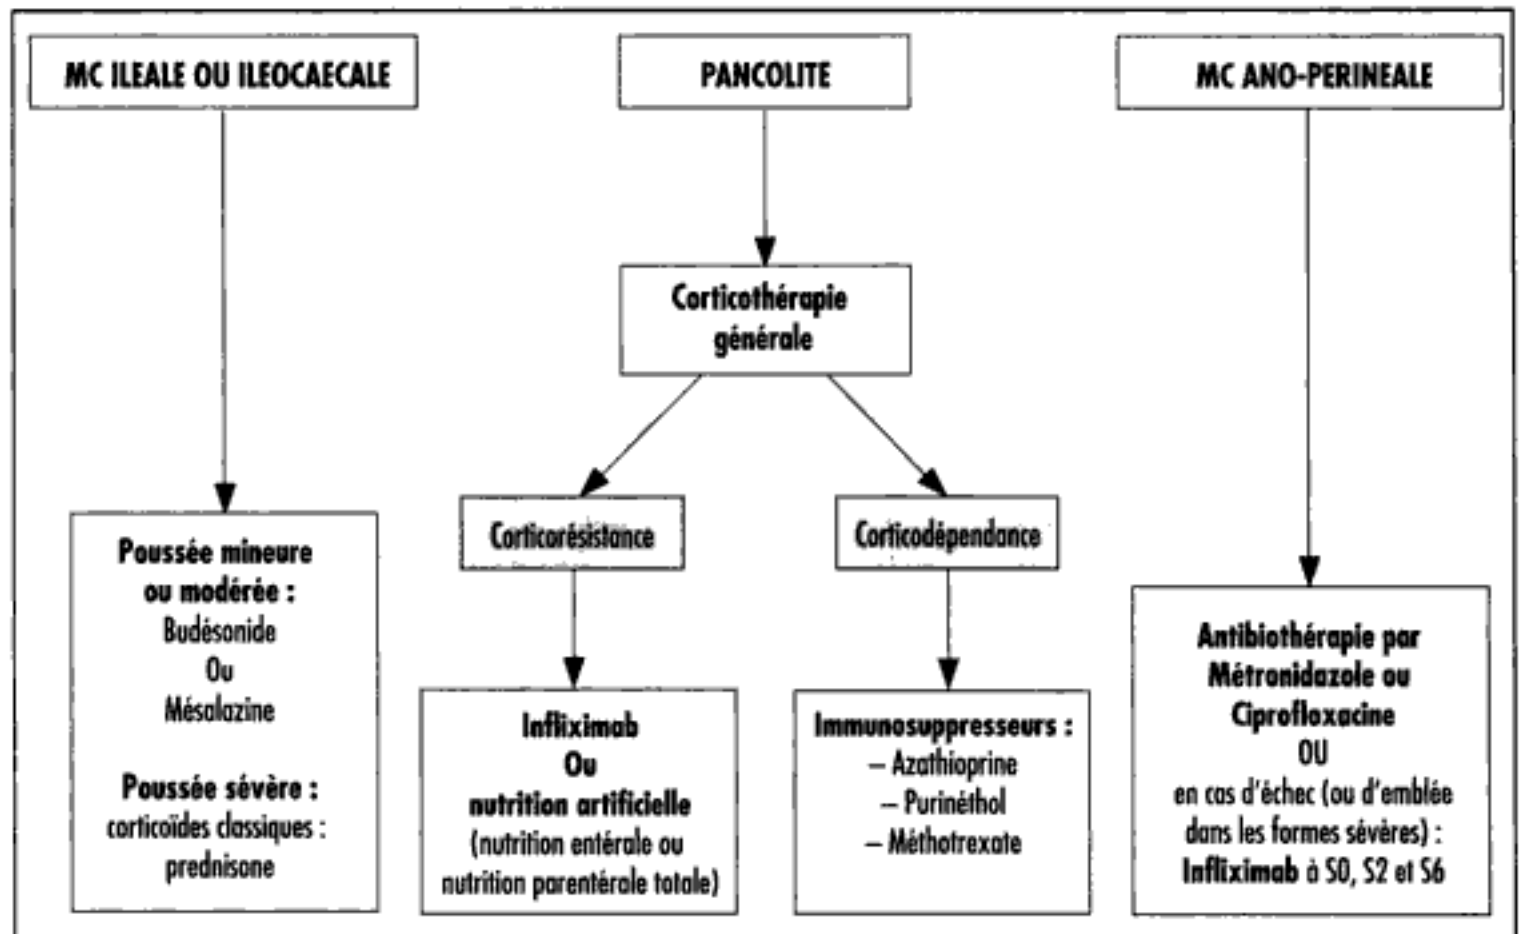 MC ILEALE OU ILEOCAECALE
PANCOLITE
MC ANO-PERINEALE
Corticothérapie
générale
Corticorésistance
Corticodépendance
Poussée mineure
ou modérée :
Budésonide
Ou
Mésalazine
Poussée sévère :
corticoïdes classiques :
prednisone
Infliximab
Ou
nutrition artificielle
(nutrition entérale ou
nutrition parentérale totale)
Immunosuppresseurs :
– Azathioprine
– Purinéthol
– Méthotrexate
Antibiothérapie par
Métronidazole ou
Ciprofloxacine
OU
en cas d'échec (ou d'emblée
dans les formes sévères) :
Infliximab à S0, S2 et S6